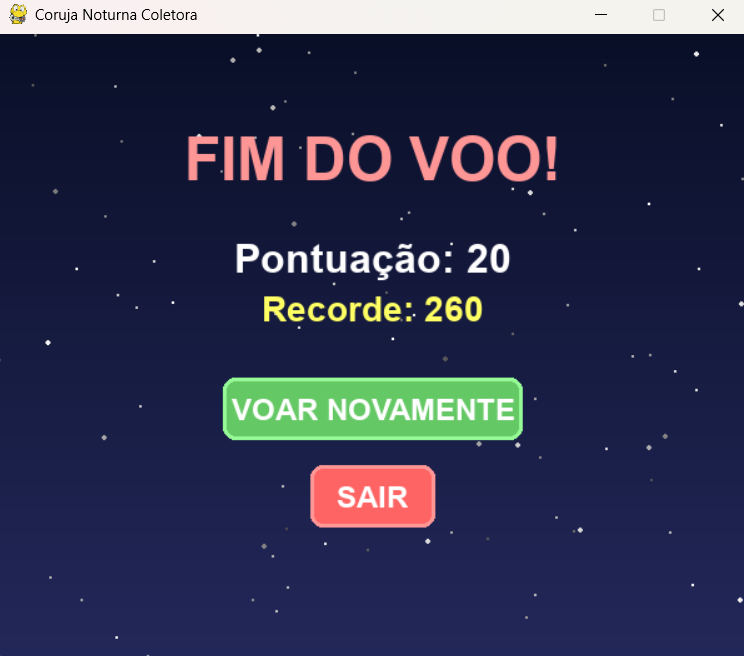 Coruja Noturna Coletora
FIM DO VOO!
Pontuação: 20
Recorde: 260
VOAR NOVAMENTE
SAIR